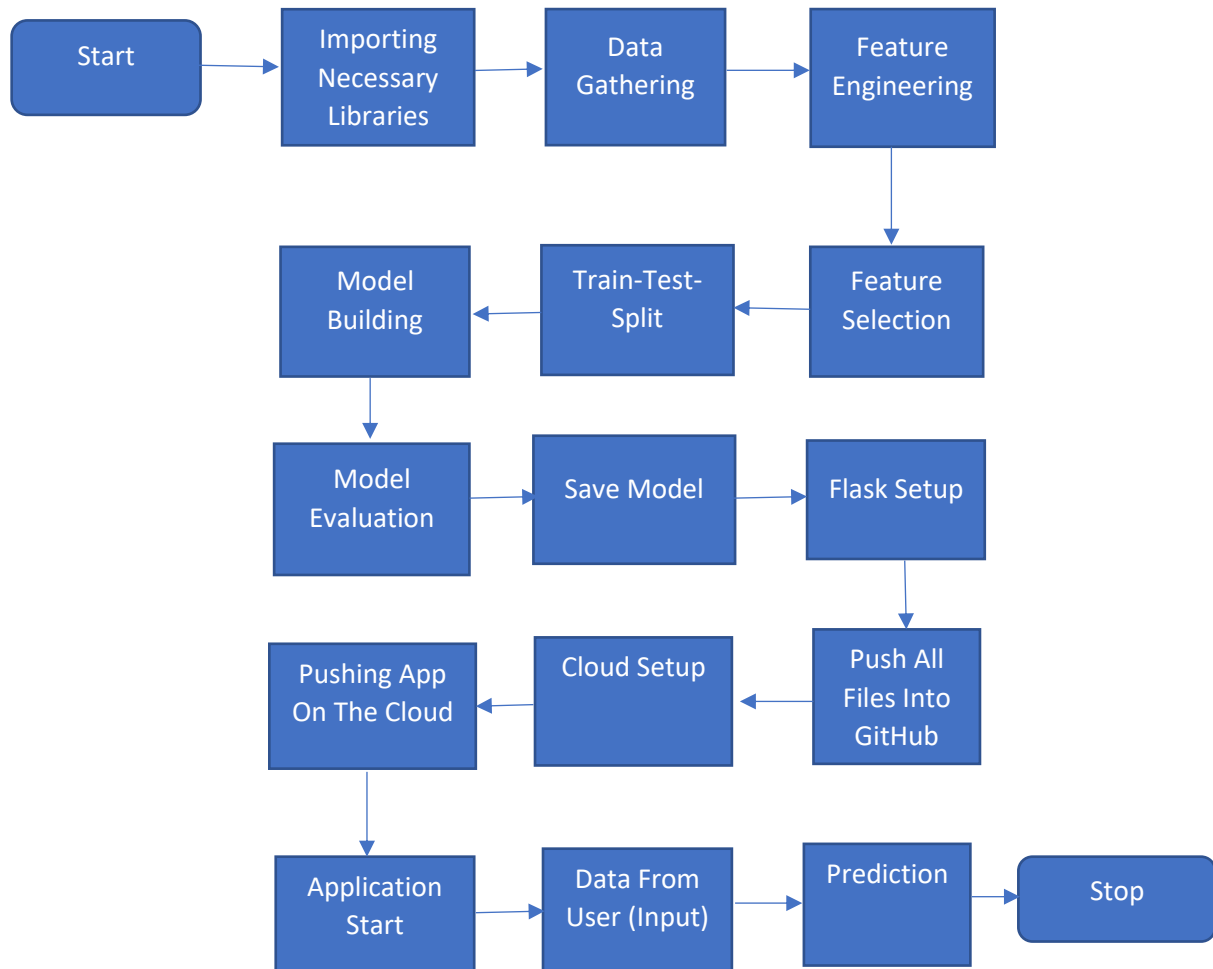 Start
Importing
Necessary
Libraries
Data
Gathering
Feature
Engineering
Feature
Selection
Train-Test-
Split
Model
Building
Model
Evaluation
Save Model
Flask Setup
Push All
Files Into
GitHub
Cloud Setup
Pushing App
On The Cloud
Application
Start
Data From
User (Input)
Prediction
Stop